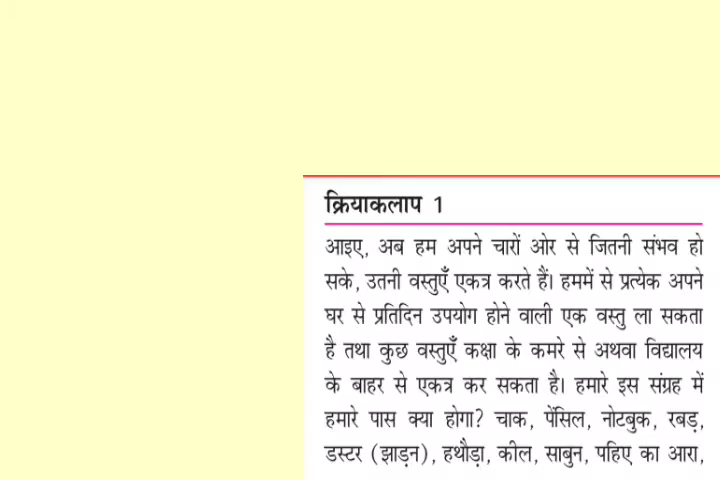 क्रियाकलाप 1
आइए, अब हम अपने चारों ओर से जितनी संभव हो
सके, उतनी वस्तुएँ एकत्र करते हैं। हममें से प्रत्येक अपने
घर से प्रतिदिन उपयोग होने वाली एक वस्तु ला सकता
है तथा कुछ वस्तुएँ कक्षा के कमरे से अथवा विद्यालय
के बाहर से एकत्र कर सकता है। हमारे इस संग्रह में
हमारे पास क्या होगा? चाक, पेंसिल, नोटबुक, रबड़,
डस्टर (झाड़न), हथौड़ा, कील, साबुन, पहिए का आरा,